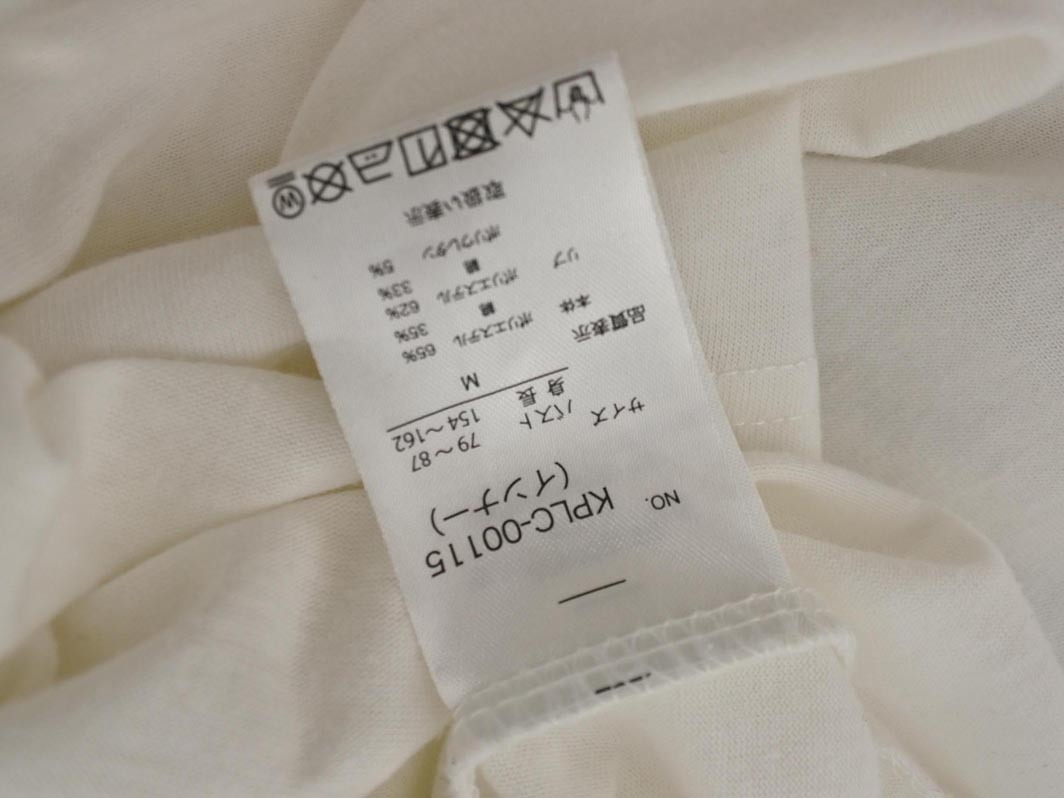 NO. KPLC-00115
(インナー)
サイズ バスト 79〜87
身長 154〜162
M
品質表示
本体 ポリエステル 65%
綿 35%
リブ ポリエステル 62%
綿 33%
ポリウレタン 5%
取扱い表示
W